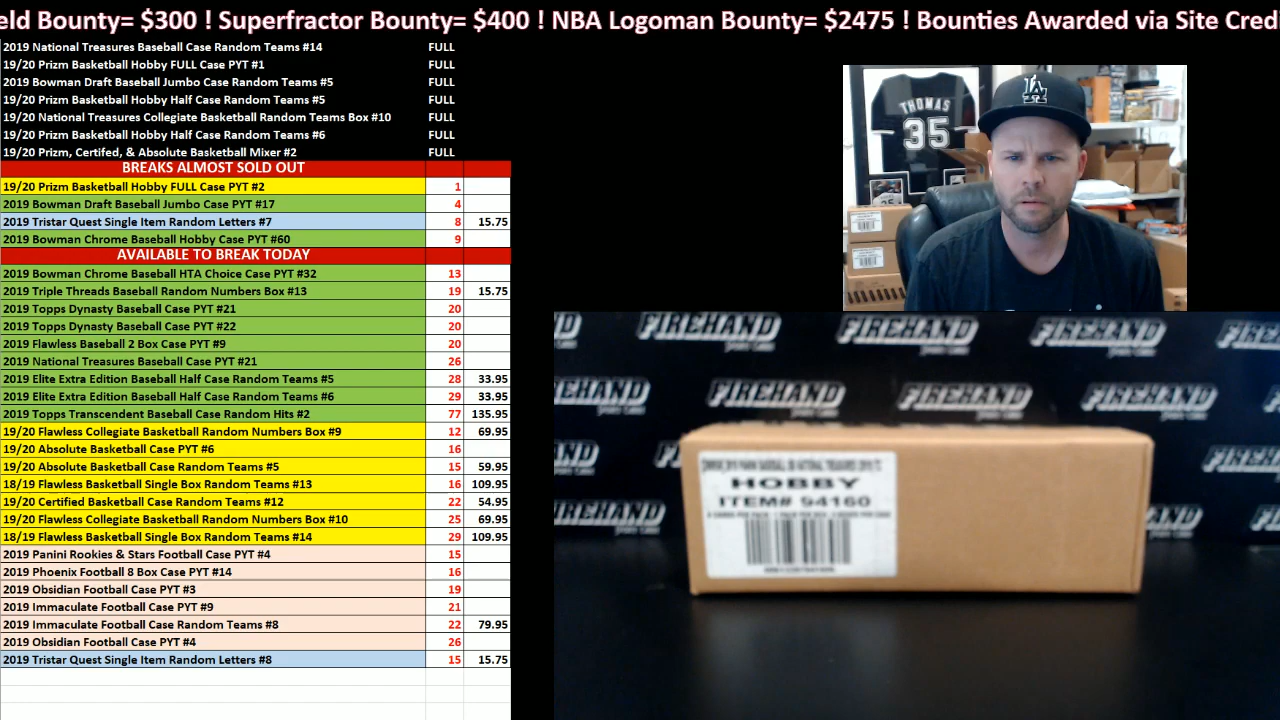 eld Bounty= $300 ! Superfractor Bounty= $400 ! NBA Logoman Bounty= $2475 ! Bounties Awarded via Site Credi
2019 National Treasures Baseball Case Random Teams #14 FULL
19/20 Prizm Basketball Hobby FULL Case PYT #1 FULL
2019 Bowman Draft Baseball Jumbo Case Random Teams #5 FULL
19/20 Prizm Basketball Hobby Half Case Random Teams #5 FULL
19/20 National Treasures Collegiate Basketball Random Teams Box #10 FULL
19/20 Prizm Basketball Hobby Half Case Random Teams #6 FULL
19/20 Prizm, Certifed, & Absolute Basketball Mixer #2 FULL
BREAKS ALMOST SOLD OUT
19/20 Prizm Basketball Hobby FULL Case PYT #2 1
2019 Bowman Draft Baseball Jumbo Case PYT #17 4
2019 Tristar Quest Single Item Random Letters #7 8 15.75
2019 Bowman Chrome Baseball Hobby Case PYT #60 9
AVAILABLE TO BREAK TODAY
2019 Bowman Chrome Baseball HTA Choice Case PYT #32 13
2019 Triple Threads Baseball Random Numbers Box #13 19 15.75
2019 Topps Dynasty Baseball Case PYT #21 20
2019 Topps Dynasty Baseball Case PYT #22 20
2019 Flawless Baseball 2 Box Case PYT #9 20
2019 National Treasures Baseball Case PYT #21 26
2019 Elite Extra Edition Baseball Half Case Random Teams #5 28 33.95
2019 Elite Extra Edition Baseball Half Case Random Teams #6 29 33.95
2019 Topps Transcendent Baseball Case Random Hits #2 77 135.95
19/20 Flawless Collegiate Basketball Random Numbers Box #9 12 69.95
19/20 Absolute Basketball Case PYT #6 16
19/20 Absolute Basketball Case Random Teams #5 15 59.95
18/19 Flawless Basketball Single Box Random Teams #13 16 109.95
19/20 Certified Basketball Case Random Teams #12 22 54.95
19/20 Flawless Collegiate Basketball Random Numbers Box #10 25 69.95
18/19 Flawless Basketball Single Box Random Teams #14 29 109.95
2019 Panini Rookies & Stars Football Case PYT #4 15
2019 Phoenix Football 8 Box Case PYT #14 16
2019 Obsidian Football Case PYT #3 19
2019 Immaculate Football Case PYT #9 21
2019 Immaculate Football Case Random Teams #8 22 79.95
2019 Obsidian Football Case PYT #4 26
2019 Tristar Quest Single Item Random Letters #8 15 15.75
THOMAS
35
LA
FIREHAND FIREHAND FIREHAND
FIREHAND FIREHAND FIREHAND FIREHAND
FIREHAND
FIREHAND
HOBBY
ITEM# 94160